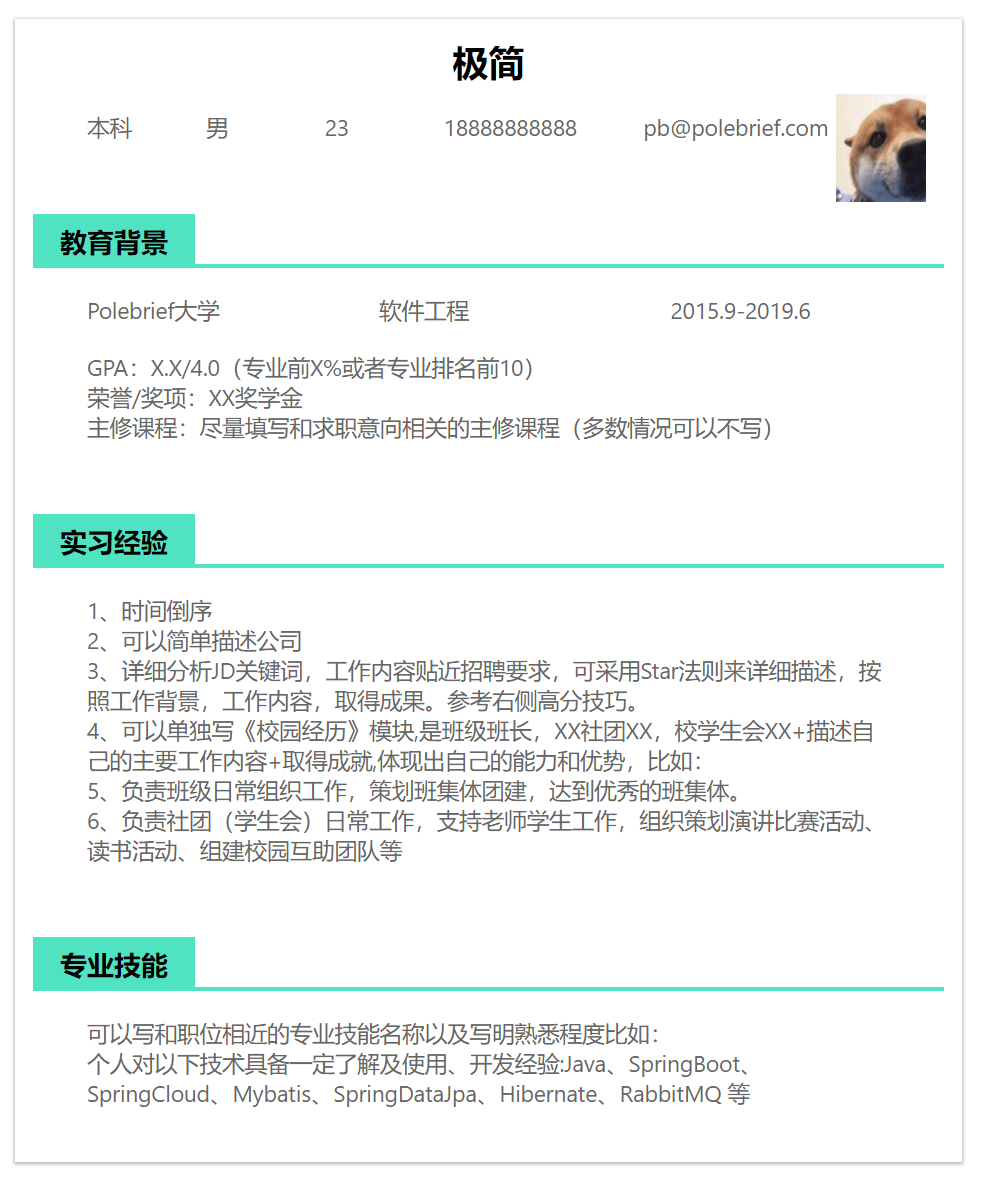 极简
本科 男 23 18888888888 pb@polebrief.com
教育背景
Polebrief大学 软件工程 2015.9-2019.6
GPA：X.X/4.0（专业前X%或者专业排名前10）
荣誉/奖项：XX奖学金
主修课程：尽量填写和求职意向相关的主修课程（多数情况可以不写）
实习经验
1、时间倒序
2、可以简单描述公司
3、详细分析JD关键词，工作内容贴近招聘要求，可采用Star法则来详细描述，按
照工作背景，工作内容，取得成果。参考右侧高分技巧。
4、可以单独写《校园经历》模块,是班级班长，XX社团XX，校学生会XX+描述自
己的主要工作内容+取得成就,体现出自己的能力和优势，比如：
5、负责班级日常组织工作，策划班集体团建，达到优秀的班集体。
6、负责社团（学生会）日常工作，支持老师学生工作，组织策划演讲比赛活动、
读书活动、组建校园互助团队等
专业技能
可以写和职位相近的专业技能名称以及写明熟悉程度比如：
个人对以下技术具备一定了解及使用、开发经验:Java、SpringBoot、
SpringCloud、Mybatis、SpringDataJpa、Hibernate、RabbitMQ 等